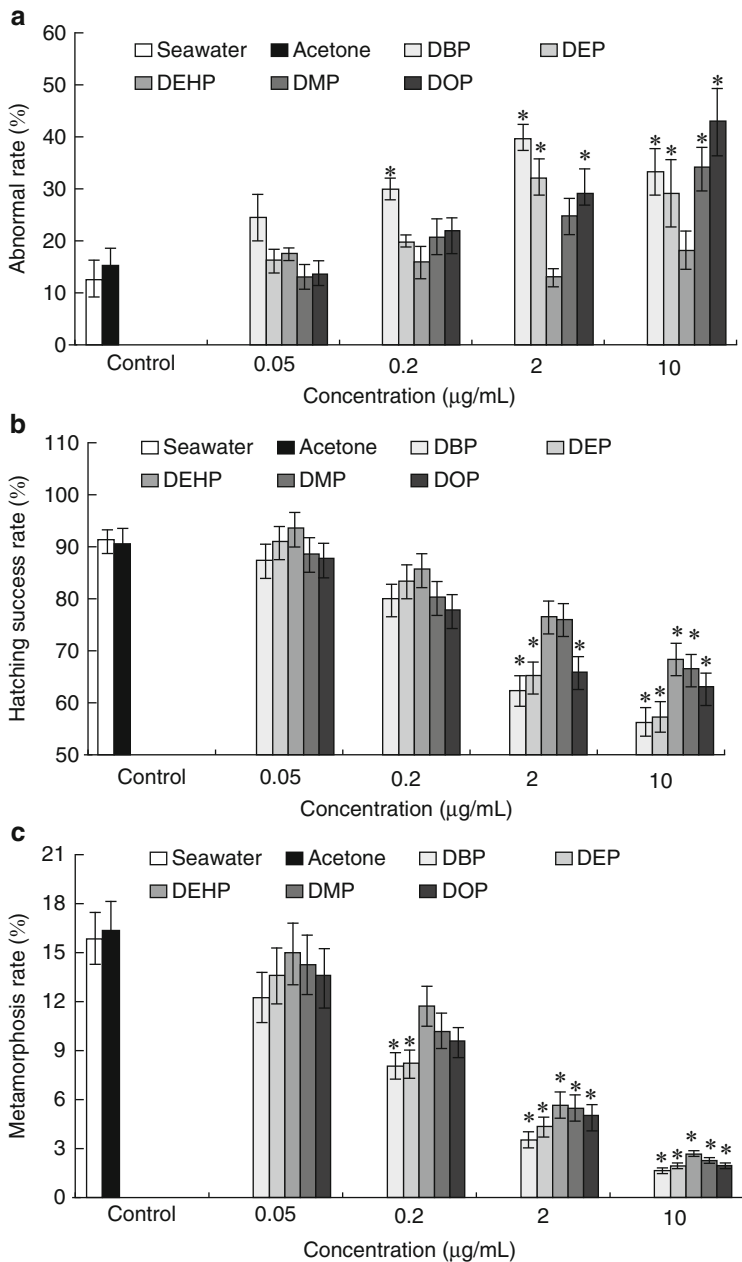 a
Abnormal rate (%)
60
50
40
30
20
10
0
Seawater Acetone DBP DEP
DEHP DMP DOP
* * * * * * * * *
Control 0.05 0.2 2 10
Concentration (μg/mL)
b
Hatching success rate (%)
110
100
90
80
70
60
50
Seawater Acetone DBP DEP
DEHP DMP DOP
* * * * * * * *
Control 0.05 0.2 2 10
Concentration (μg/mL)
c
Metamorphosis rate (%)
21
18
15
12
9
6
3
0
Seawater Acetone DBP DEP
DEHP DMP DOP
* * * * * * * * * * * *
Control 0.05 0.2 2 10
Concentration (μg/mL)